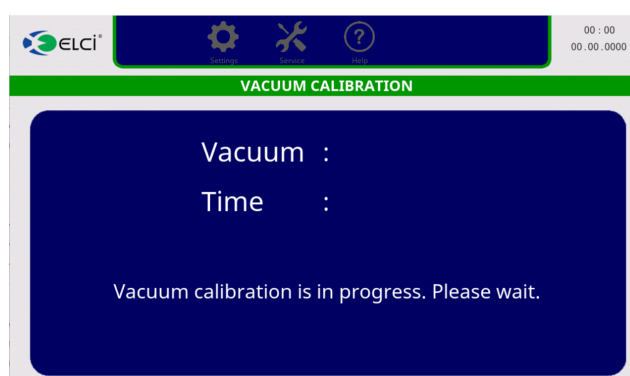 ELCi®
Settings
Service
Help
00 : 00
00.00.0000
VACUUM CALIBRATION
Vacuum :
Time :
Vacuum calibration is in progress. Please wait.